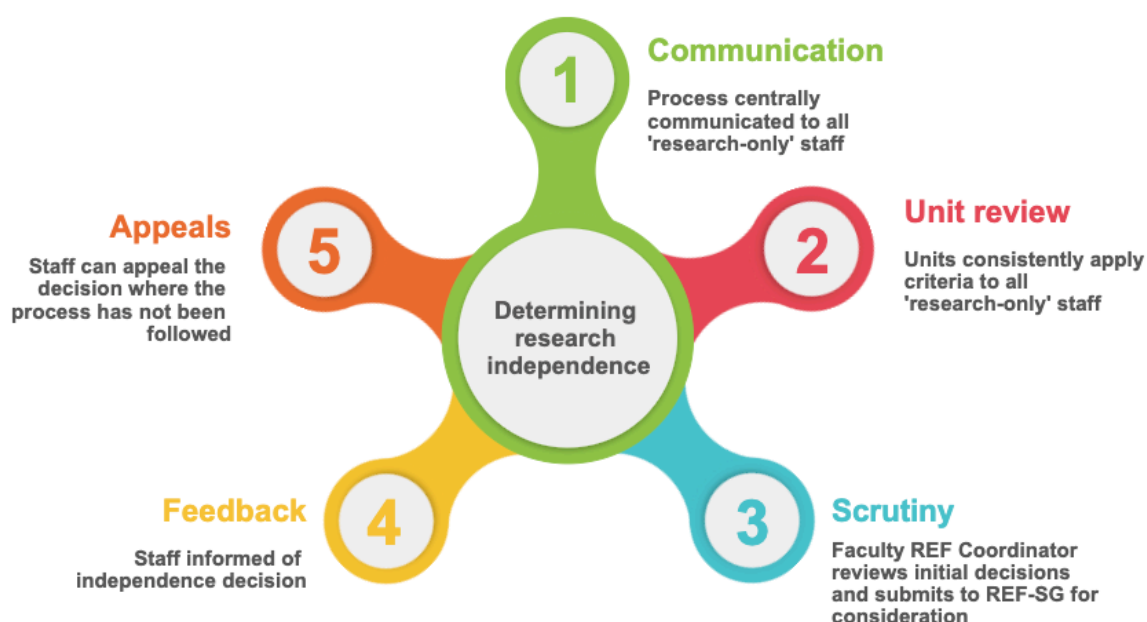 1
Communication
Process centrally
communicated to all
'research-only' staff
2
Unit review
Units consistently apply
criteria to all
'research-only' staff
3
Scrutiny
Faculty REF Coordinator
reviews initial decisions
and submits to REF-SG for
consideration
4
Feedback
Staff informed of
independence decision
5
Appeals
Staff can appeal the
decision where the
process has not been
followed
Determining
research
independence